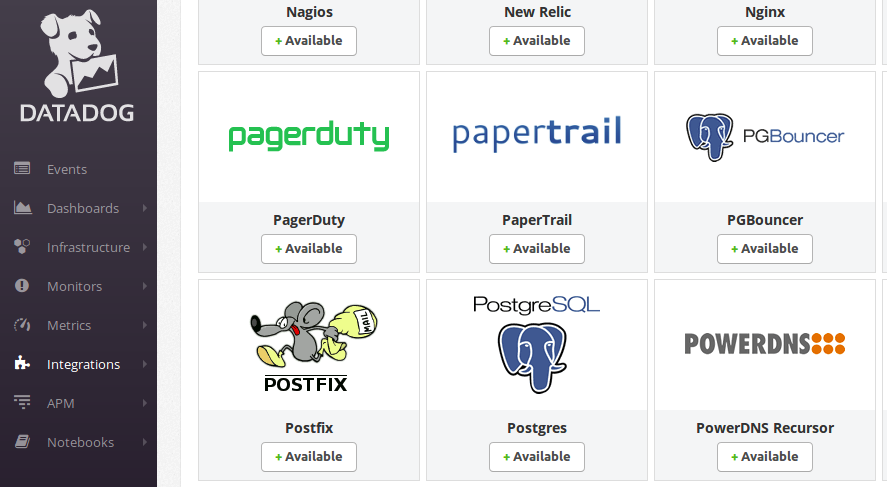 DATADOG
Events
Dashboards
Infrastructure
Monitors
Metrics
Integrations
APM
Notebooks
Nagios
+ Available
New Relic
+ Available
Nginx
+ Available
pagerduty
PagerDuty
+ Available
papertrail
PaperTrail
+ Available
PGBouncer
PGBouncer
+ Available
MAIL
POSTFIX
Postfix
+ Available
PostgreSQL
Postgres
+ Available
POWERDNS
PowerDNS Recursor
+ Available